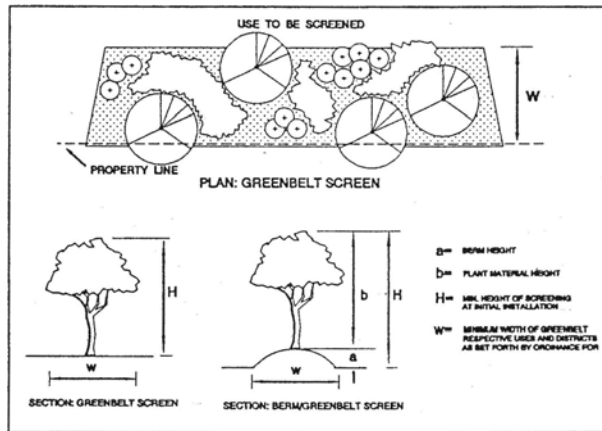 USE TO BE SCREENED
W
PROPERTY LINE
PLAN: GREENBELT SCREEN
H
w
SECTION: GREENBELT SCREEN
b
H
a
w
SECTION: BERM/GREENBELT SCREEN
a= BERM HEIGHT
b= PLANT MATERIAL HEIGHT
H= MIN. HEIGHT OF SCREENING
AT INITIAL INSTALLATION
W= MINIMUM WIDTH OF GREENBELT
RESPECTIVE USES AND DISTRICTS
AS SET FORTH BY ORDINANCE FOR